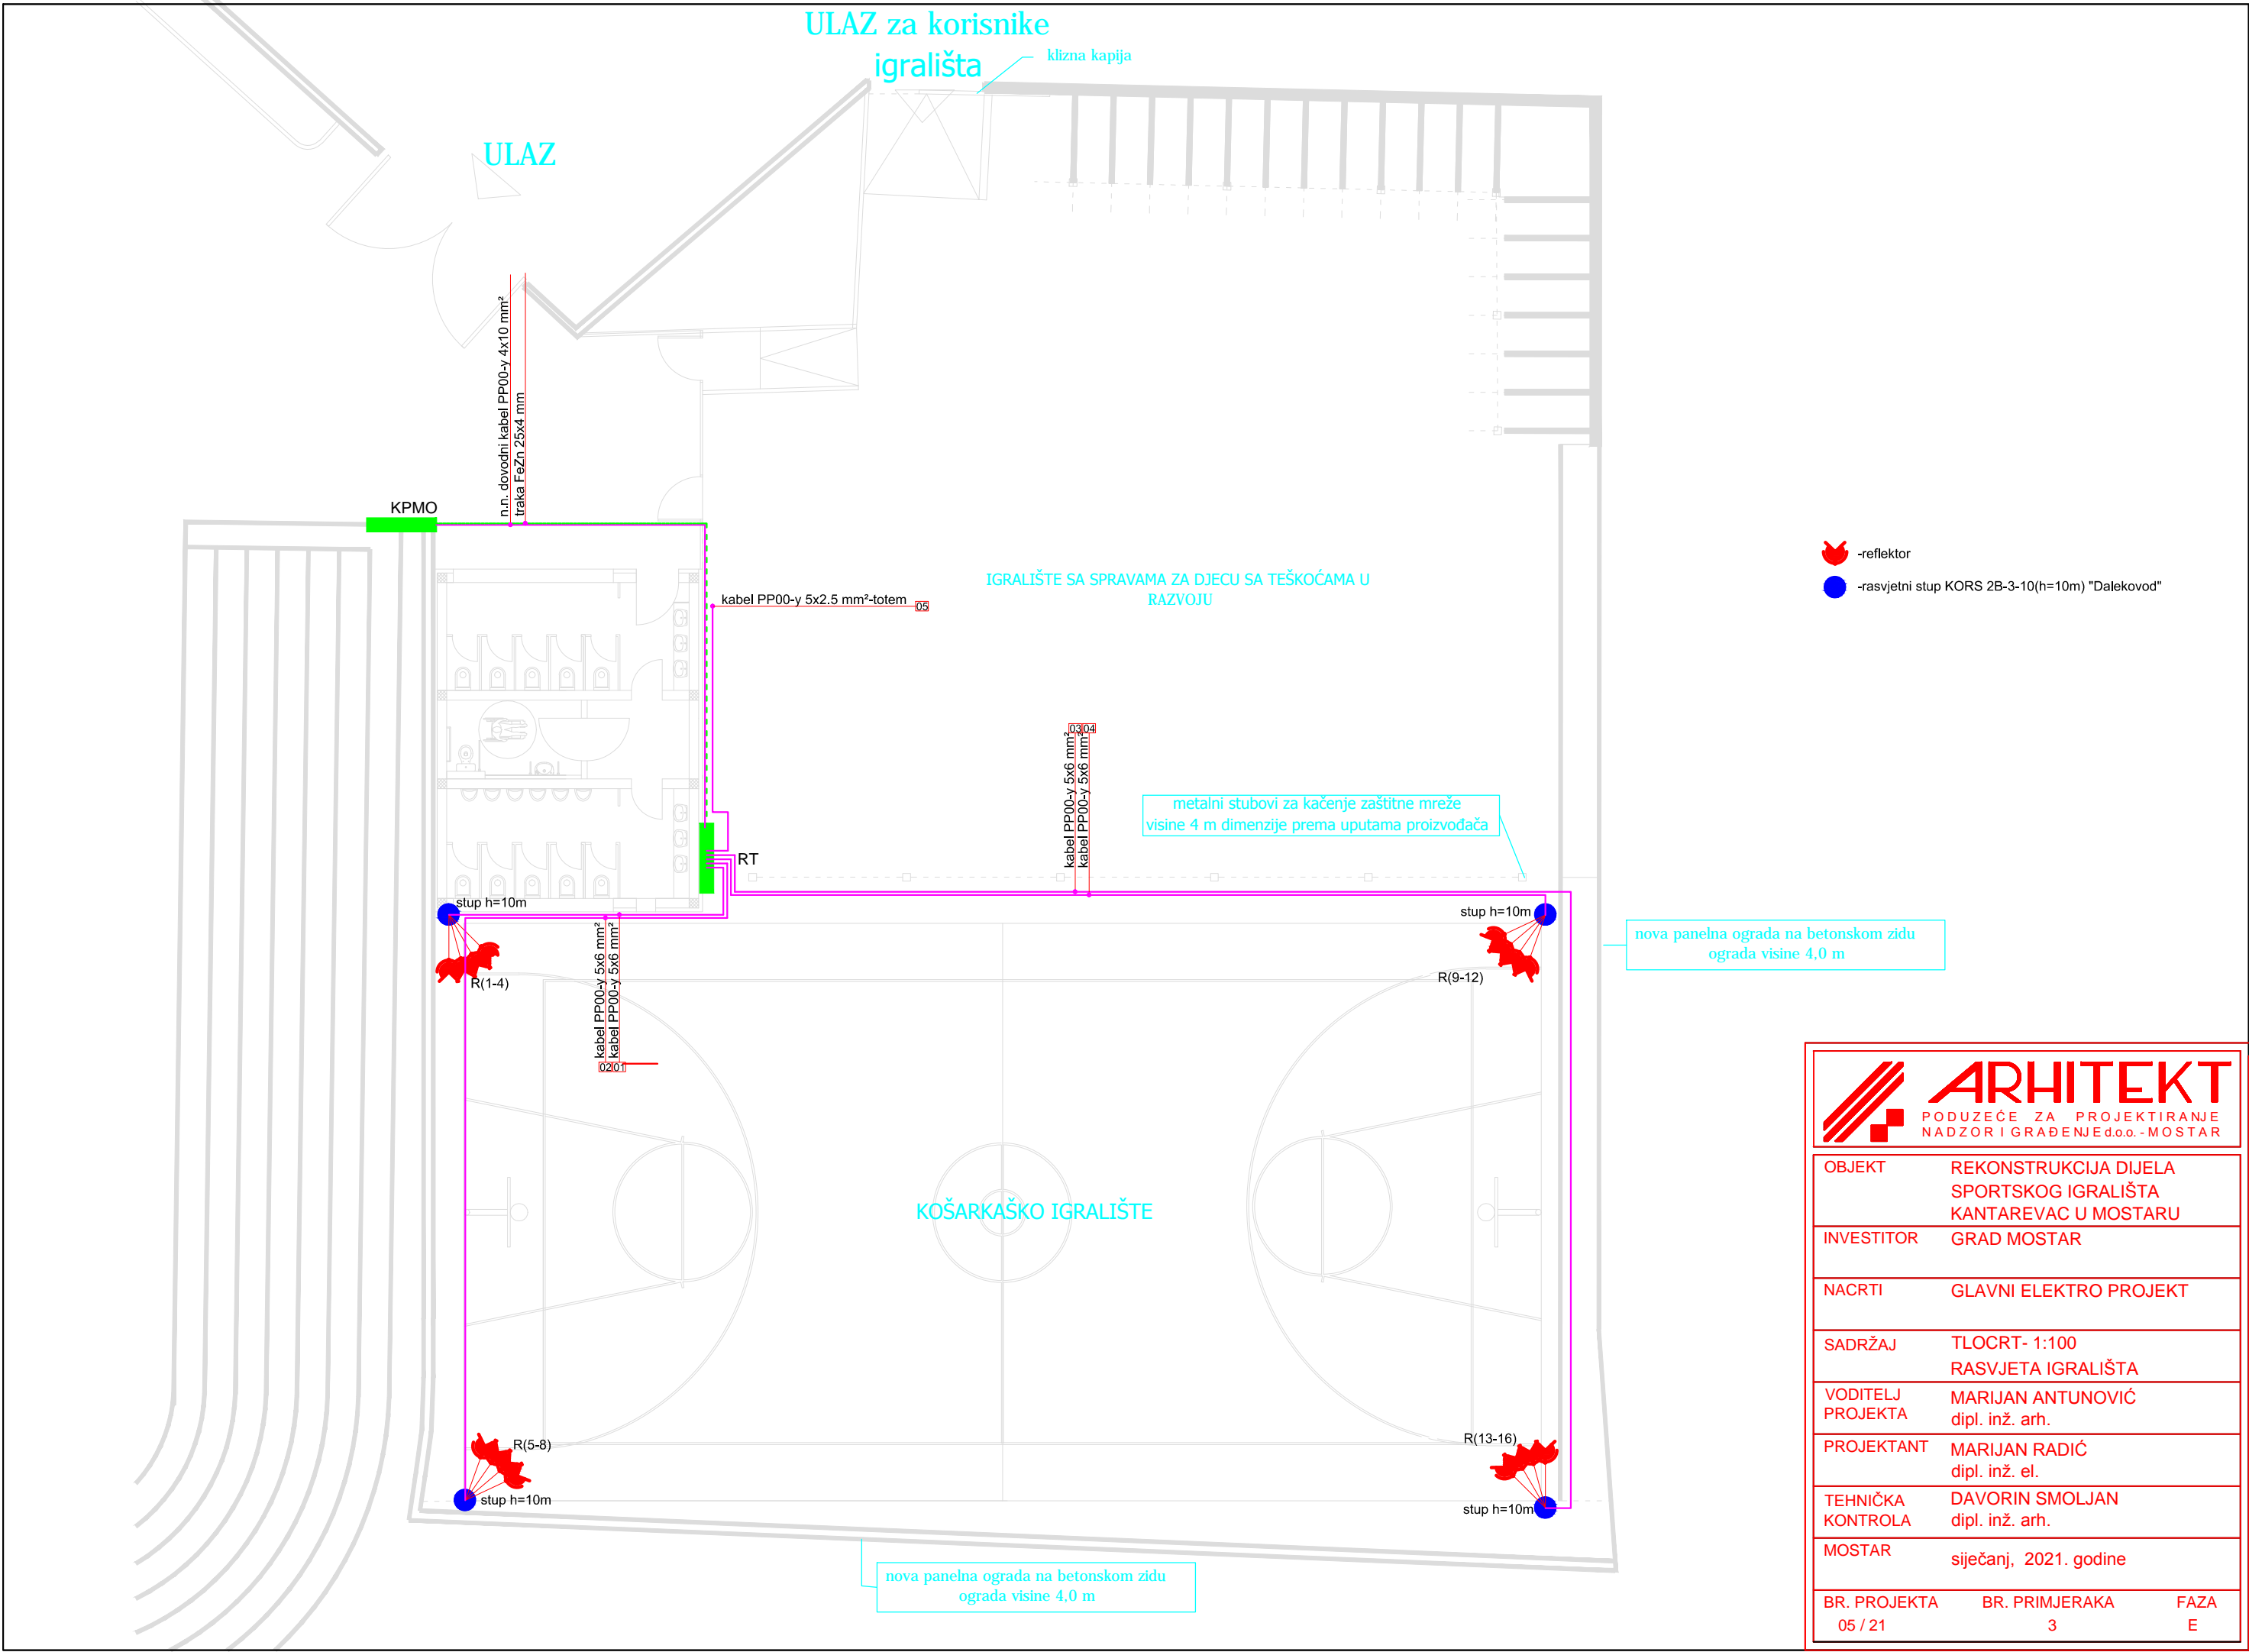 ULAZ za korisnike
igrališta
klizna kapija
ULAZ
n.n. dovodni kabel PP00-y 4x10 mm²
traka FeZn 25x4 mm
KPMO
-reflektor
-rasvjetni stup KORS 2B-3-10(h=10m) "Dalekovod"
IGRALIŠTE SA SPRAVAMA ZA DJECU SA TEŠKOĆAMA U
RAZVOJU
kabel PP00-y 5x2.5 mm²-totem
05
03
04
kabel PP00-y 5x6 mm²
kabel PP00-y 5x6 mm²
metalni stubovi za kačenje zaštitne mreže
visine 4 m dimenzije prema uputama proizvođača
RT
stup h=10m
stup h=10m
R(1-4)
R(9-12)
kabel PP00-y 5x6 mm²
kabel PP00-y 5x6 mm²
02
01
nova panelna ograda na betonskom zidu
ograda visine 4,0 m
KOŠARKAŠKO IGRALIŠTE
R(5-8)
R(13-16)
stup h=10m
stup h=10m
nova panelna ograda na betonskom zidu
ograda visine 4,0 m
ARHITEKT
PODUZEĆE ZA PROJEKTIRANJE
NADZOR I GRAĐENJE d.o.o. - MOSTAR
OBJEKT
REKONSTRUKCIJA DIJELA
SPORTSKOG IGRALIŠTA
KANTAREVAC U MOSTARU
INVESTITOR
GRAD MOSTAR
NACRTI
GLAVNI ELEKTRO PROJEKT
SADRŽAJ
TLOCRT- 1:100
RASVJETA IGRALIŠTA
VODITELJ
PROJEKTA
MARIJAN ANTUNOVIĆ
dipl. inž. arh.
PROJEKTANT
MARIJAN RADIĆ
dipl. inž. el.
TEHNIČKA
KONTROLA
DAVORIN SMOLJAN
dipl. inž. arh.
MOSTAR
siječanj, 2021. godine
BR. PROJEKTA
BR. PRIMJERAKA
FAZA
05 / 21
3
E